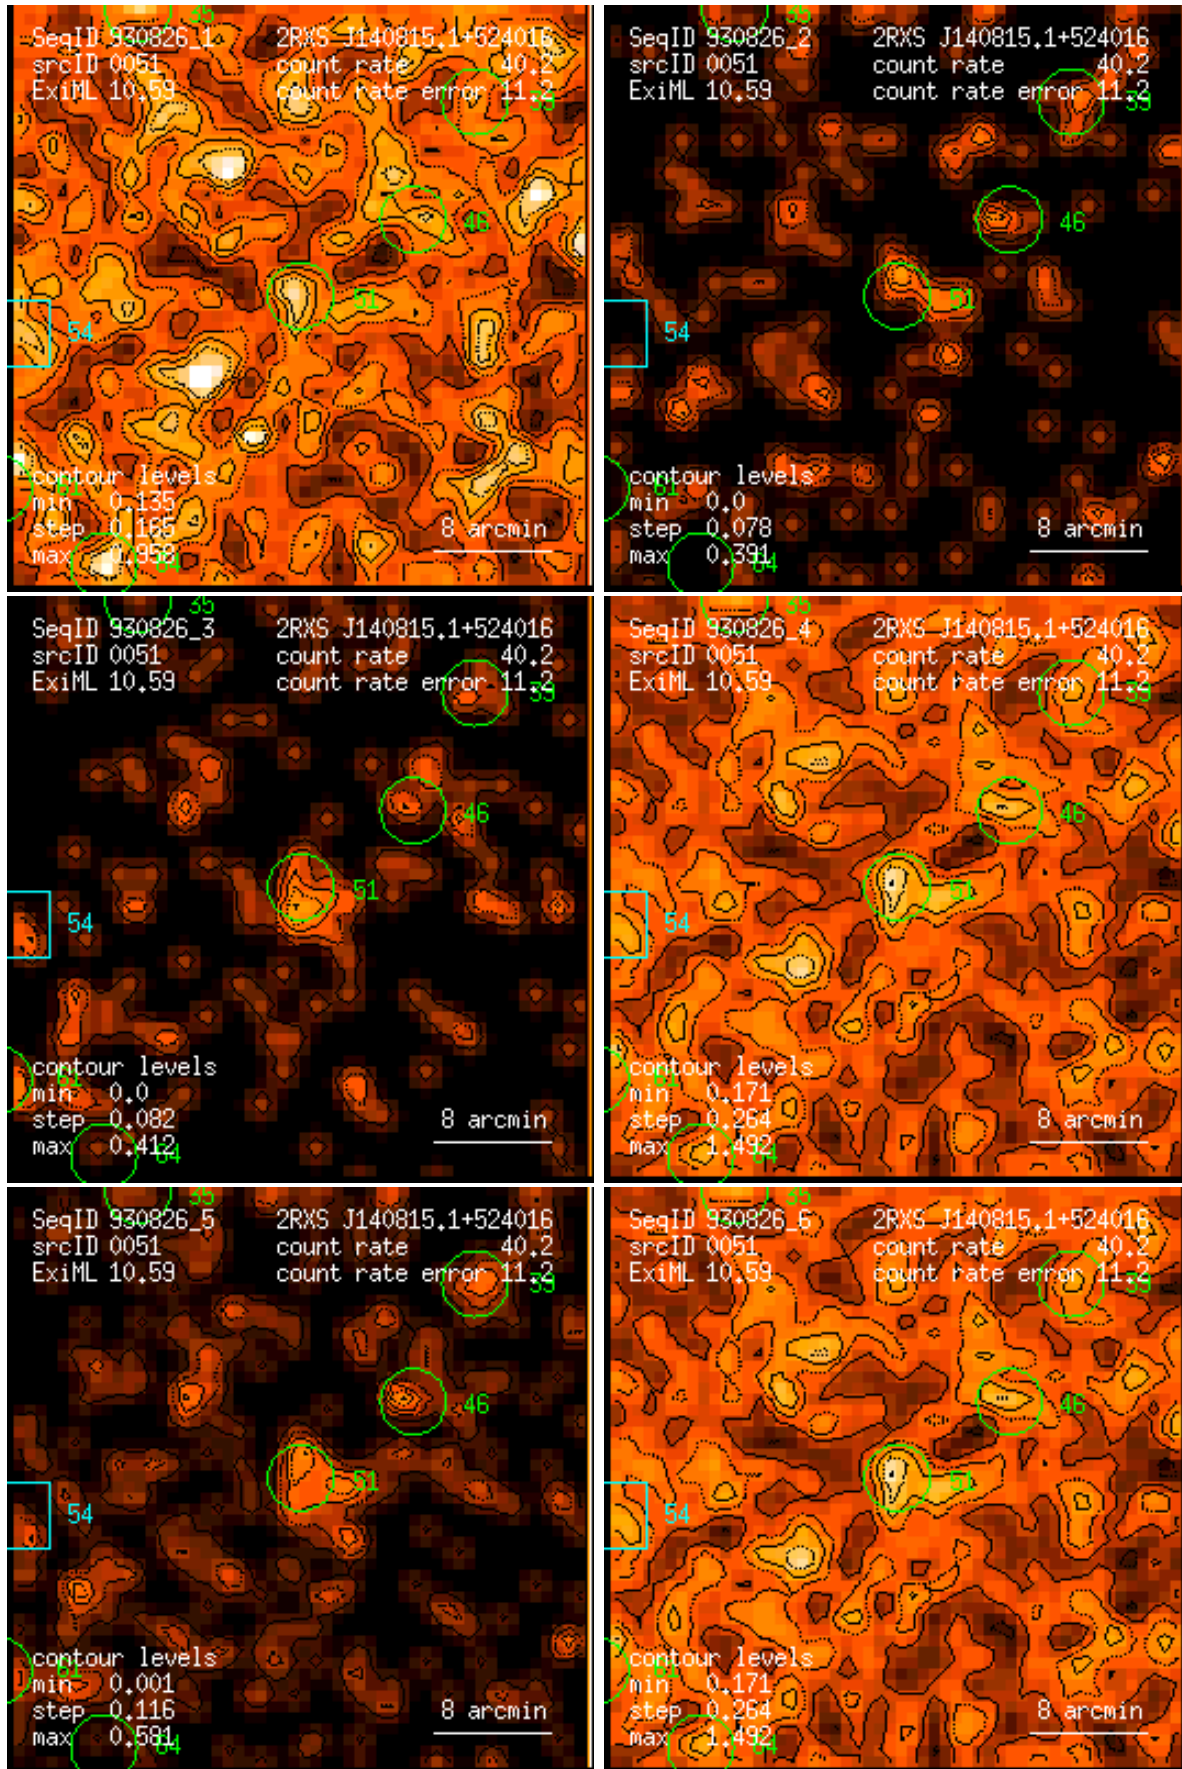 35
SeqID 930826_1 2RXS J140815.1+524016
srcID 0051 count rate 40.2
ExiML 10.59 count rate error 11.2
39
46
51
54
contour levels
61
min 0.135
step 0.165
max 0.958
64
8 arcmin
35
SeqID 930826_2 2RXS J140815.1+524016
srcID 0051 count rate 40.2
ExiML 10.59 count rate error 11.2
39
46
51
54
contour levels
61
min 0.0
step 0.078
max 0.391
64
8 arcmin
35
SeqID 930826_3 2RXS J140815.1+524016
srcID 0051 count rate 40.2
ExiML 10.59 count rate error 11.2
39
46
51
54
contour levels
61
min 0.0
step 0.082
max 0.412
64
8 arcmin
35
SeqID 930826_4 2RXS J140815.1+524016
srcID 0051 count rate 40.2
ExiML 10.59 count rate error 11.2
39
46
51
54
contour levels
61
min 0.171
step 0.264
max 1.492
64
8 arcmin
35
SeqID 930826_5 2RXS J140815.1+524016
srcID 0051 count rate 40.2
ExiML 10.59 count rate error 11.2
39
46
51
54
contour levels
61
min 0.001
step 0.116
max 0.581
64
8 arcmin
35
SeqID 930826_6 2RXS J140815.1+524016
srcID 0051 count rate 40.2
ExiML 10.59 count rate error 11.2
39
46
51
54
contour levels
61
min 0.171
step 0.264
max 1.492
64
8 arcmin